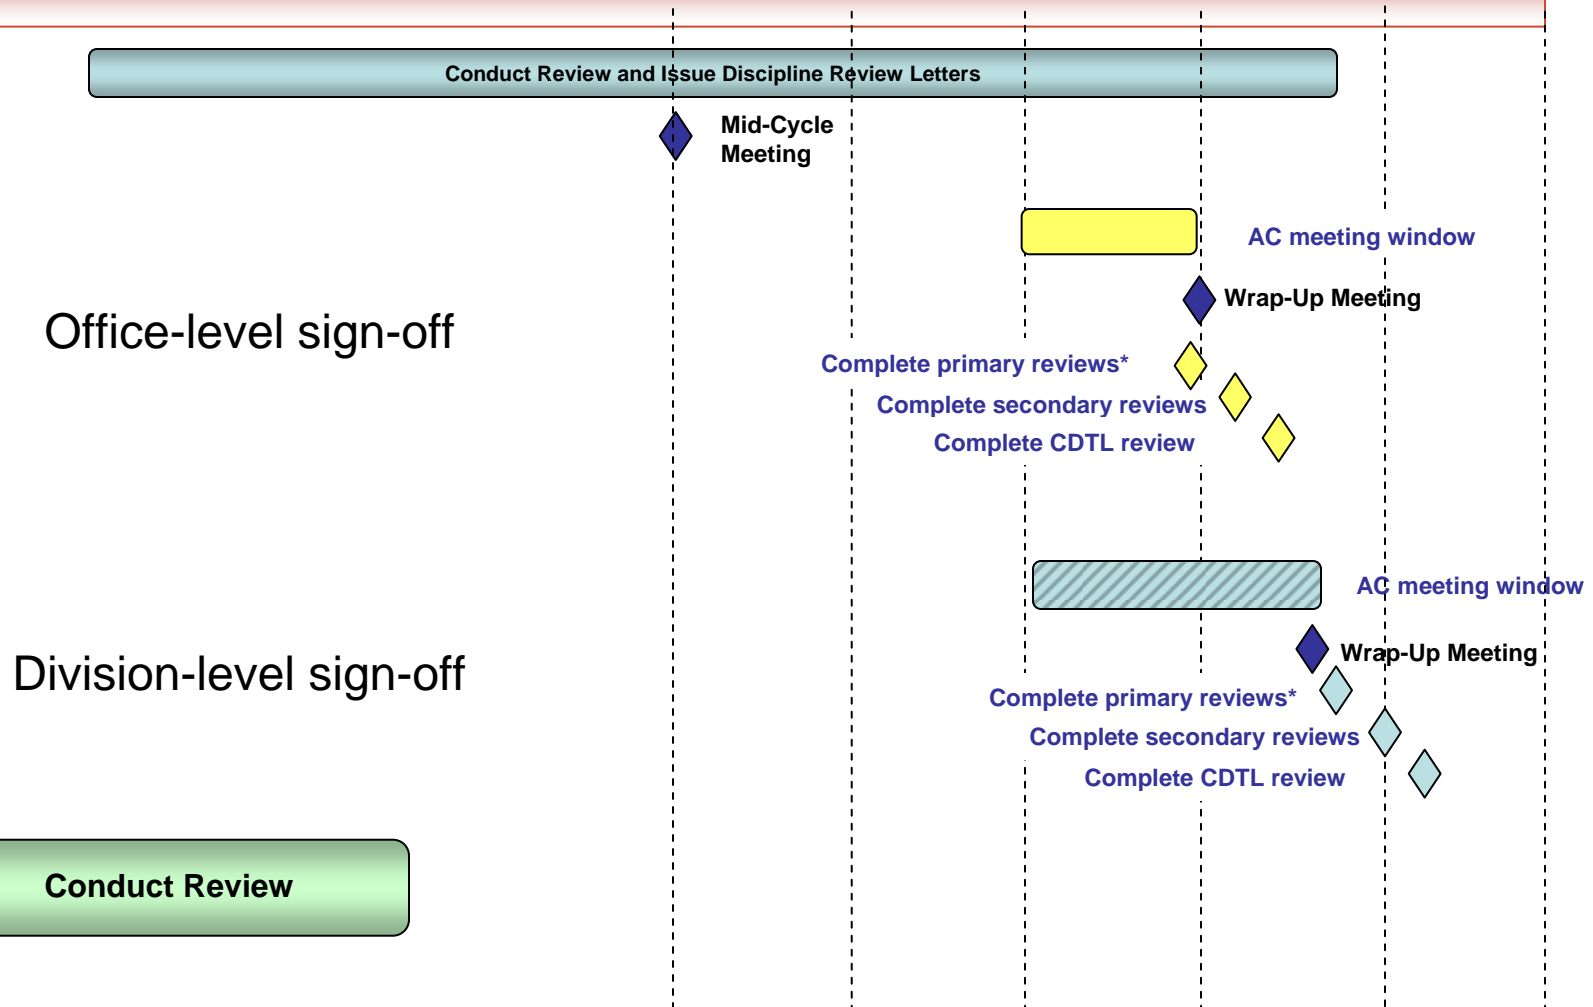 Conduct Review and Issue Discipline Review Letters
Mid-Cycle
Meeting
AC meeting window
Wrap-Up Meeting
Office-level sign-off
Complete primary reviews*
Complete secondary reviews
Complete CDTL review
AC meeting window
Wrap-Up Meeting
Division-level sign-off
Complete primary reviews*
Complete secondary reviews
Complete CDTL review
Conduct Review